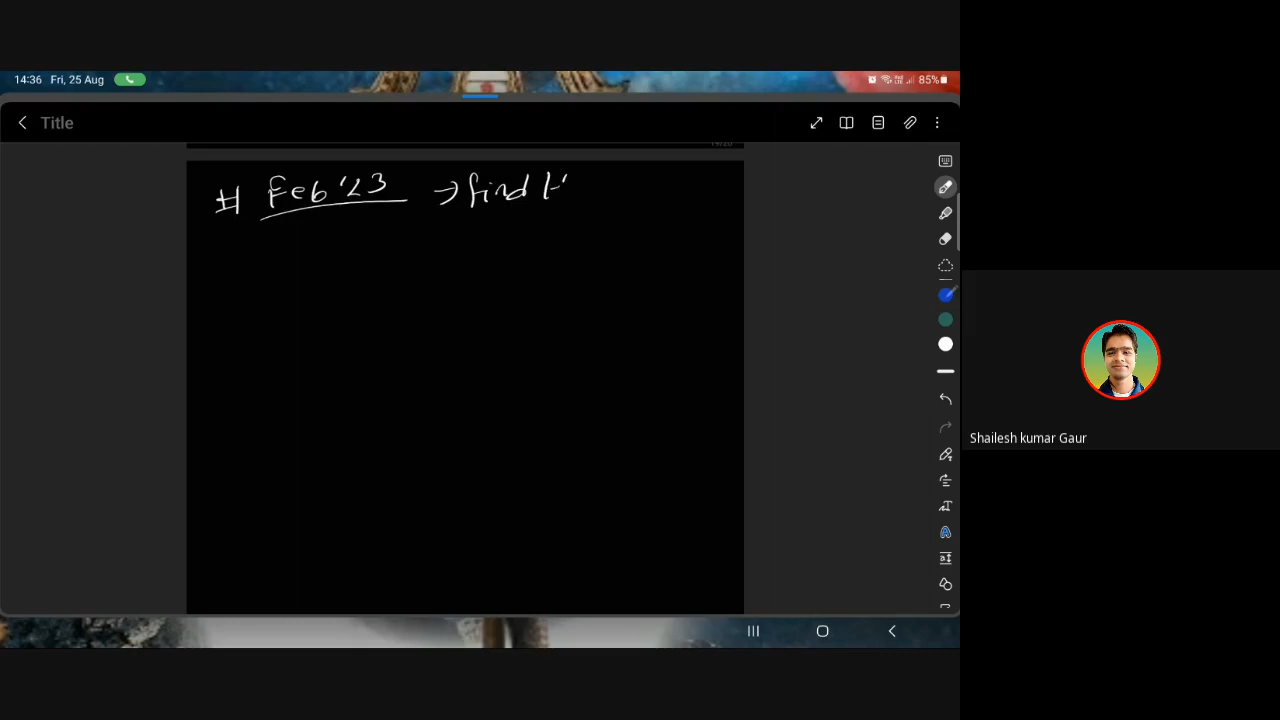 14:36 Fri, 25 Aug
85%
Title
# Feb '23 → find
Shailesh kumar Gaur